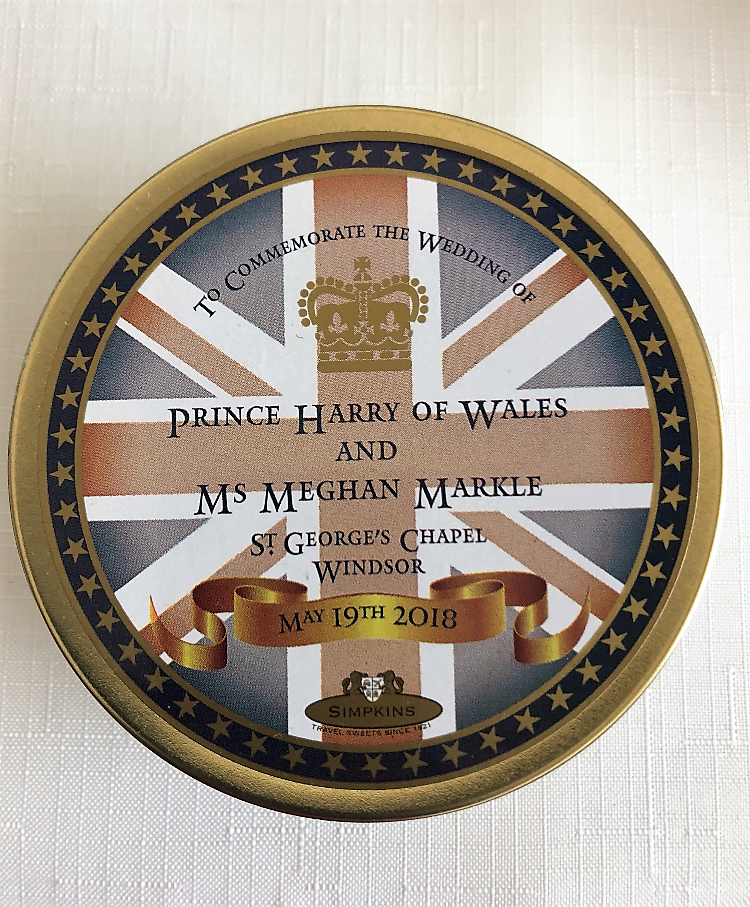 To Commemorate the Wedding of
Prince Harry of Wales
and
Ms Meghan Markle
St. George's Chapel
Windsor
May 19th 2018
Simpkins
Travel Sweets Since 1921